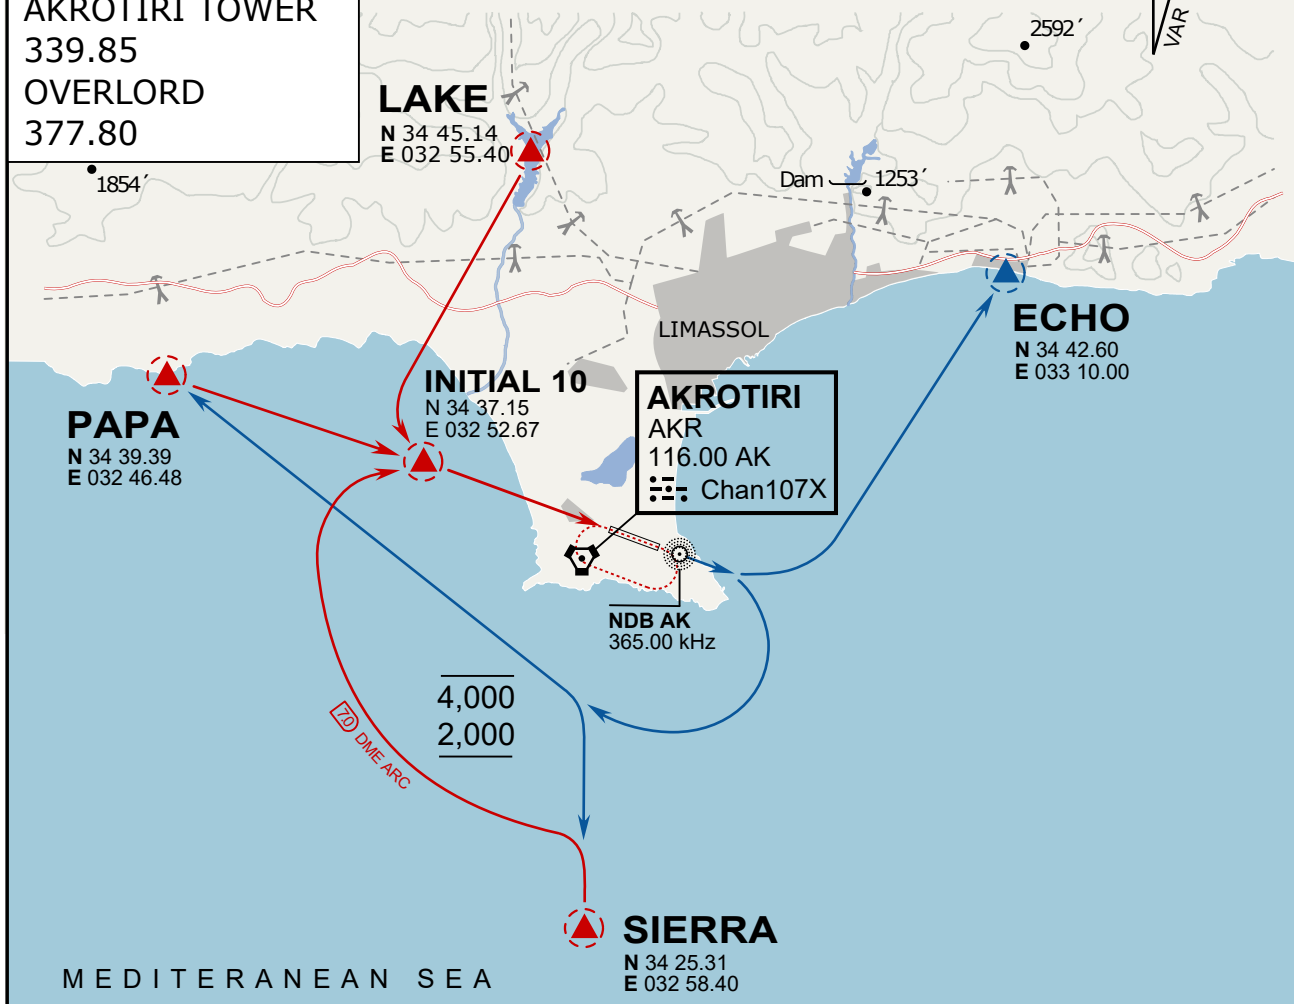 AKROTIRI TOWER
339.85
OVERLORD
377.80
VAR
2592´
LAKE
N 34 45.14
E 032 55.40
1854´
Dam
1253´
LIMASSOL
ECHO
N 34 42.60
E 033 10.00
INITIAL 10
N 34 37.15
E 032 52.67
PAPA
N 34 39.39
E 032 46.48
AKROTIRI
AKR
116.00 AK
Chan107X
NDB AK
365.00 kHz
4,000
2,000
7.0 DME ARC
SIERRA
N 34 25.31
E 032 58.40
MEDITERANEAN SEA